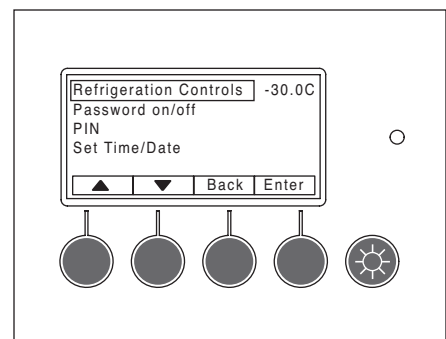 Refrigeration Controls -30.0C
Password on/off
PIN
Set Time/Date
▲ ▼ Back Enter